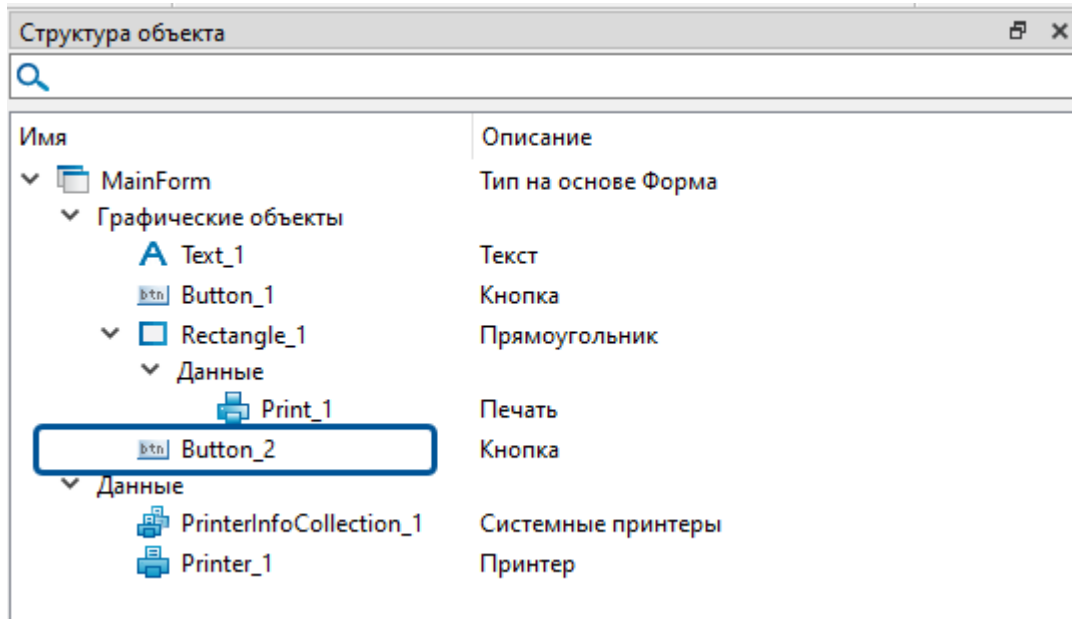 Структура объекта
Имя Описание
MainForm Тип на основе Форма
Графические объекты
A Text_1 Текст
btn Button_1 Кнопка
Rectangle_1 Прямоугольник
Данные
Print_1 Печать
btn Button_2 Кнопка
Данные
PrinterInfoCollection_1 Системные принтеры
Printer_1 Принтер